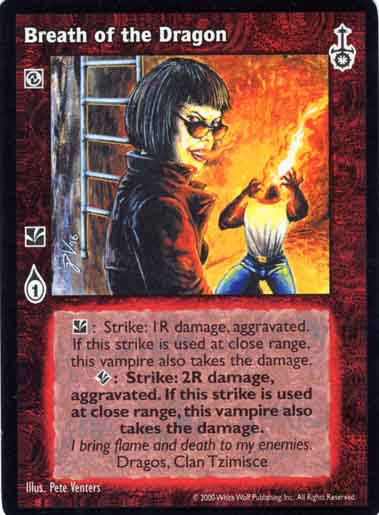 Breath of the Dragon
1
PV 96
: Strike: 1R damage, aggravated.
If this strike is used at close range,
this vampire also takes the damage.
: Strike: 2R damage,
aggravated. If this strike is used
at close range, this vampire also
takes the damage.
I bring flame and death to my enemies.
Dragos, Clan Tzimisce
Illus. Pete Venters
© 2000 White Wolf Publishing, Inc. All Rights Reserved.